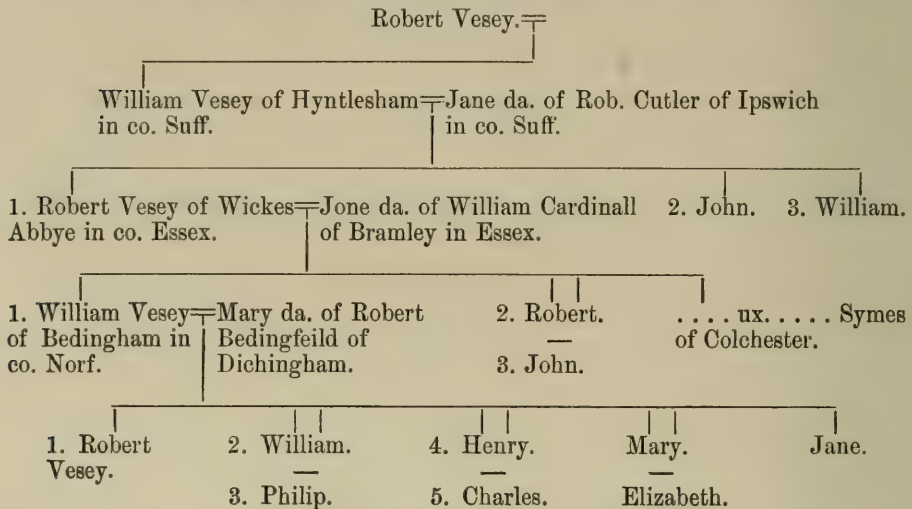 Robert Vesey.
William Vesey of Hyntlesham
in co. Suff.
Jane da. of Rob. Cutler of Ipswich
in co. Suff.
1. Robert Vesey of Wickes
Abbye in co. Essex.
Jone da. of William Cardinall
of Bramley in Essex.
2. John.
3. William.
1. William Vesey
of Bedingham in
co. Norf.
Mary da. of Robert
Bedingfeild of
Dichingham.
2. Robert.
3. John.
. . . . ux. . . . . Symes
of Colchester.
1. Robert
Vesey.
2. William.
3. Philip.
4. Henry.
5. Charles.
Mary.
Elizabeth.
Jane.